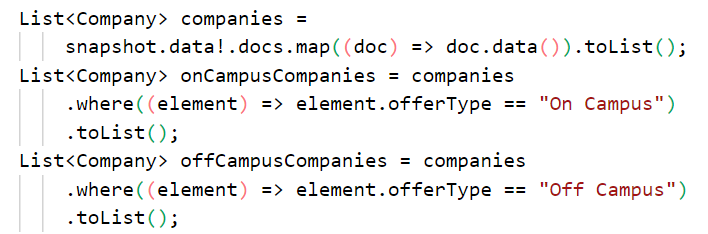 List<Company> companies =
snapshot.data!.docs.map((doc) => doc.data()).toList();
List<Company> onCampusCompanies = companies
.where((element) => element.offerType == "On Campus")
.toList();
List<Company> offCampusCompanies = companies
.where((element) => element.offerType == "Off Campus")
.toList();